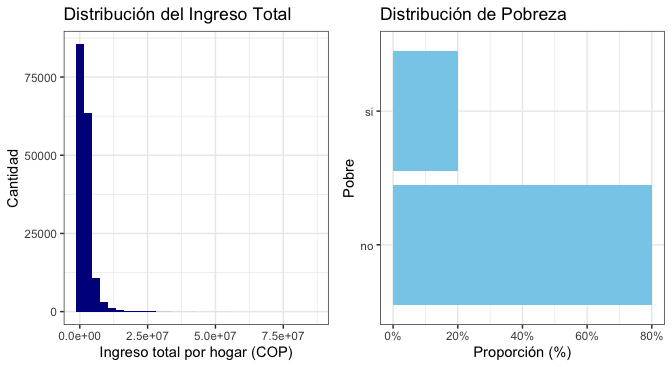 Distribución del Ingreso Total
Cantidad
75000
50000
25000
0
0.0e+00 2.5e+07 5.0e+07 7.5e+07
Ingreso total por hogar (COP)
Distribución de Pobreza
Pobre
si
no
0% 20% 40% 60% 80%
Proporción (%)